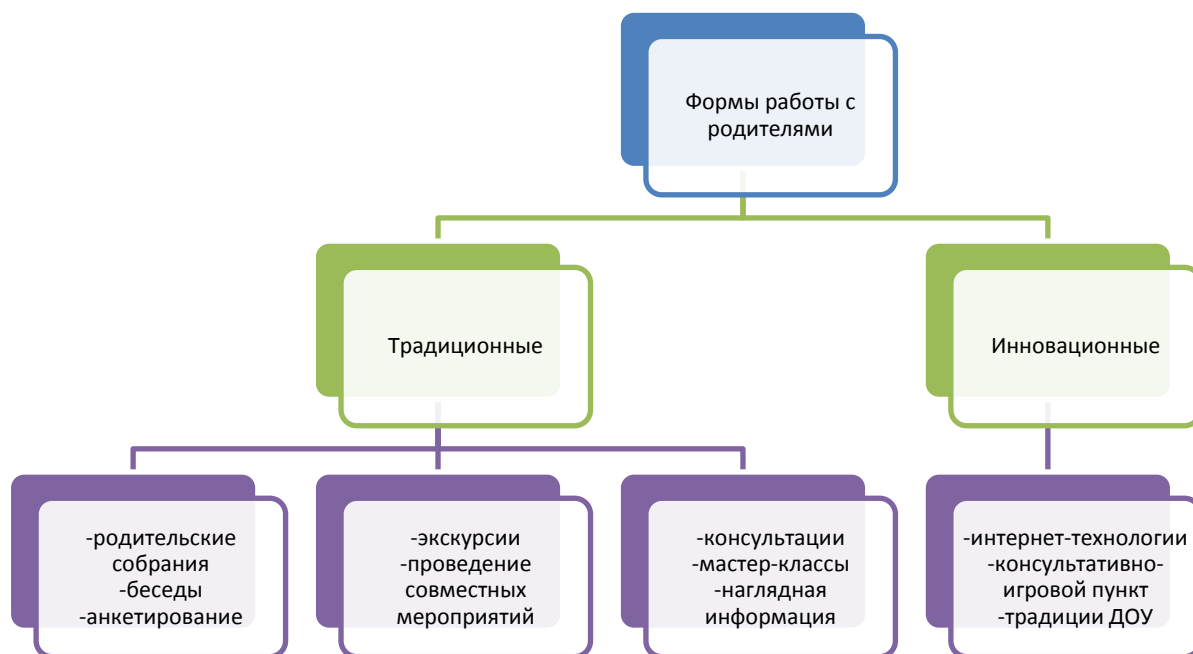 Формы работы с
родителями
Традиционные
Инновационные
-родительские
собрания
-беседы
-анкетирование
-экскурсии
-проведение
совместных
мероприятий
-консультации
-мастер-классы
-наглядная
информация
-интернет-технологии
-консультативно-
игровой пункт
-традиции ДОУ